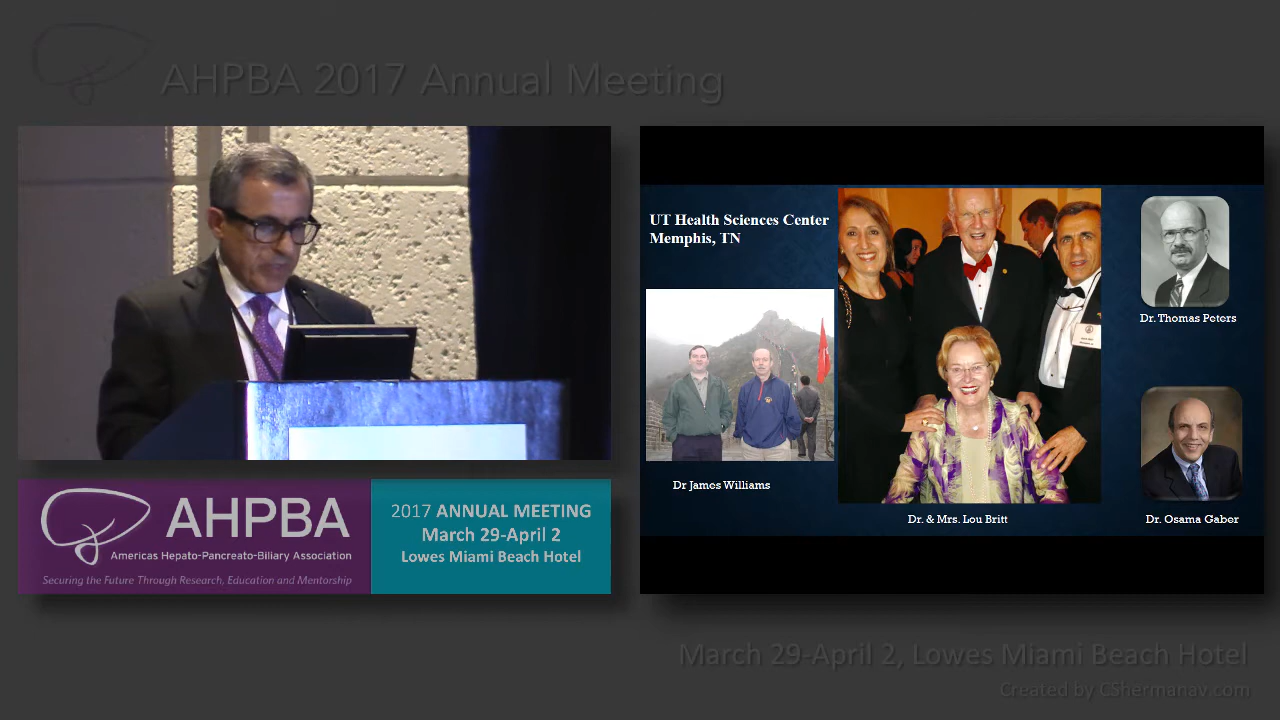 AHPBA 2017 Annual Meeting
UT Health Sciences Center
Memphis, TN
Dr. Thomas Peters
Dr James Williams
Dr. & Mrs. Lou Britt
Dr. Osama Gaber
AHPBA
Americas Hepato-Pancreato-Biliary Association
Securing the Future Through Research, Education and Mentorship
2017 ANNUAL MEETING
March 29-April 2
Lowes Miami Beach Hotel
March 29-April 2, Lowes Miami Beach Hotel
Created by CShermanav.com